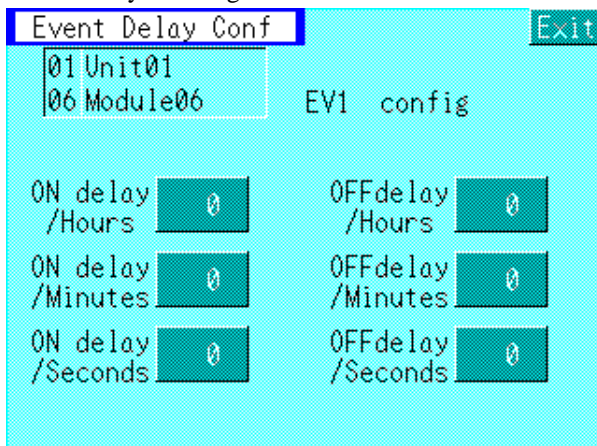 Event Delay Conf Exit
01 Unit01
06 Module06 EV1 config
ON delay /Hours 0 OFFdelay /Hours 0
ON delay /Minutes 0 OFFdelay /Minutes 0
ON delay /Seconds 0 OFFdelay /Seconds 0